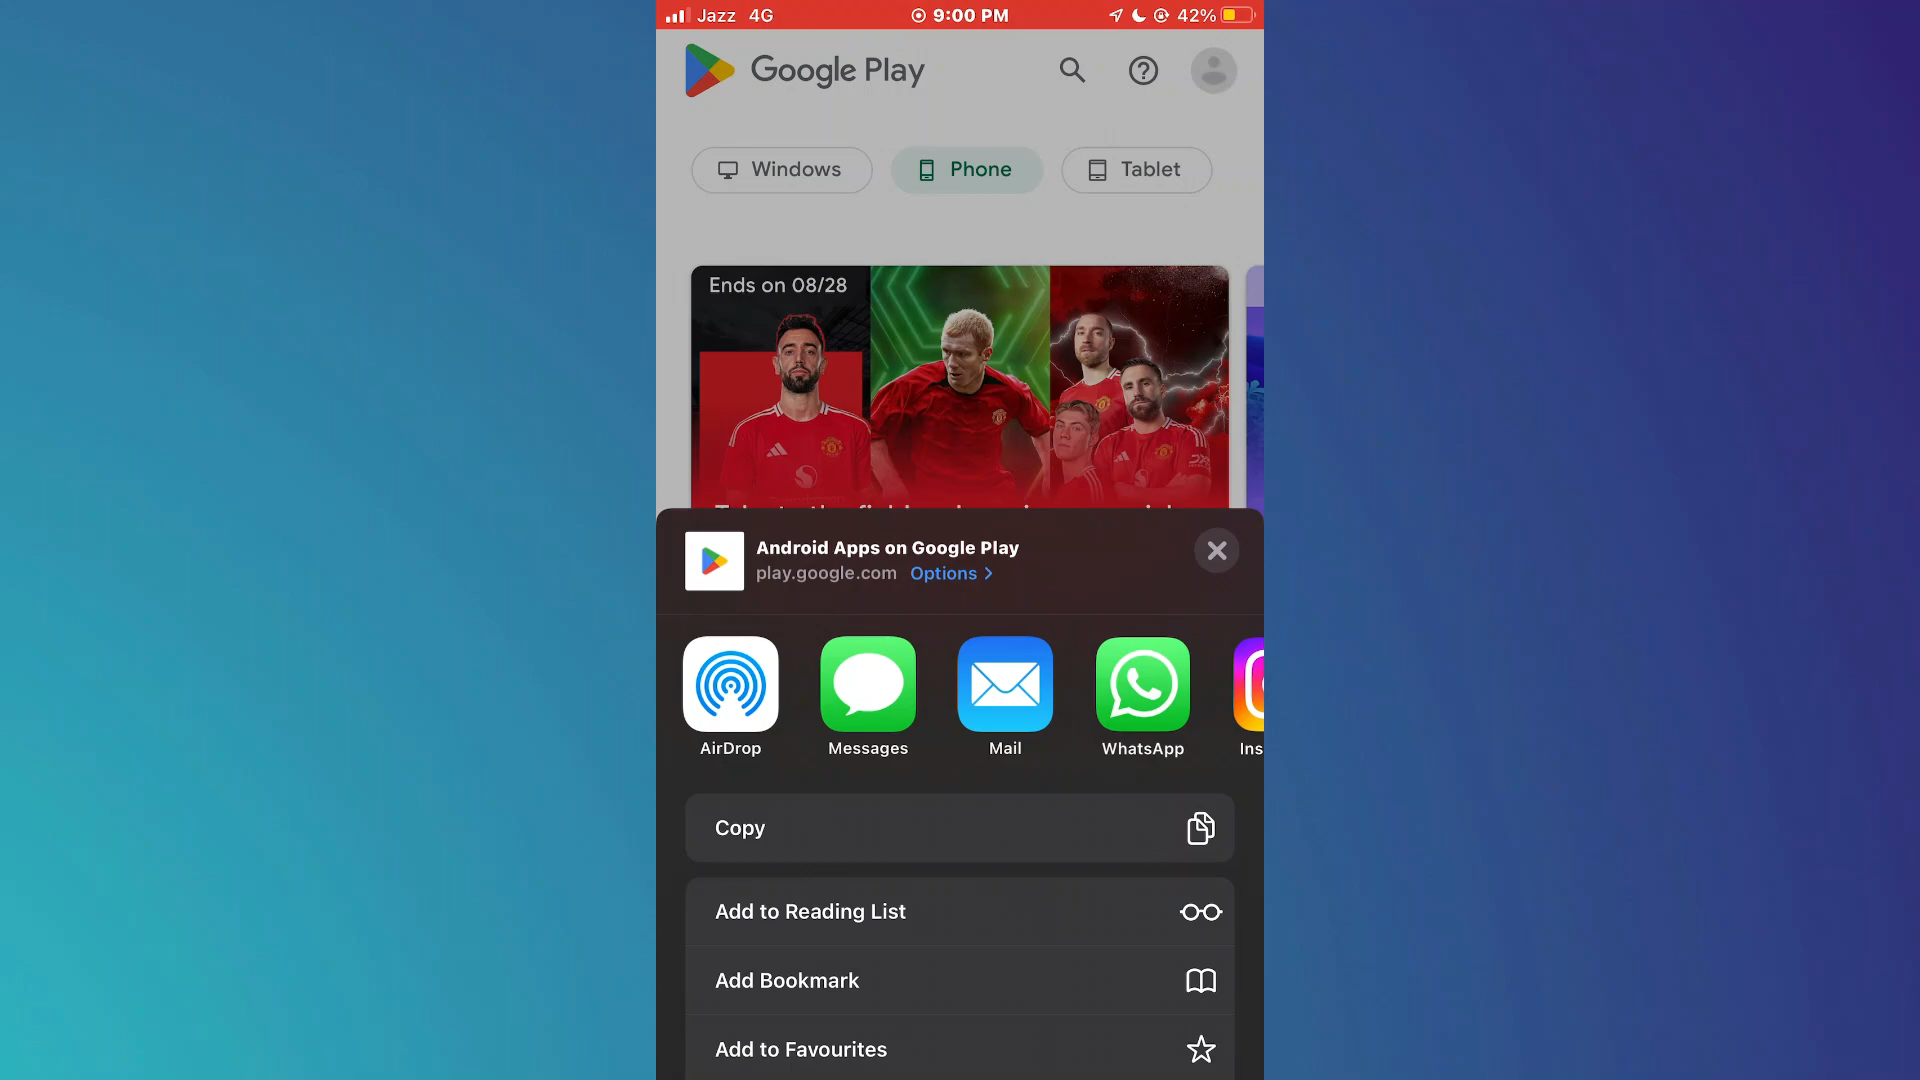 Jazz 4G 9:00 PM 42%
Google Play
Windows Phone Tablet
Ends on 08/28
Android Apps on Google Play
play.google.com Options >
AirDrop Messages Mail WhatsApp Ins
Copy
Add to Reading List
Add Bookmark
Add to Favourites